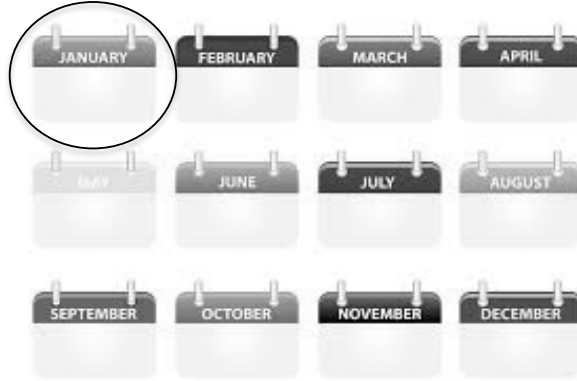 JANUARY FEBRUARY MARCH APRIL
MAY JUNE JULY AUGUST
SEPTEMBER OCTOBER NOVEMBER DECEMBER